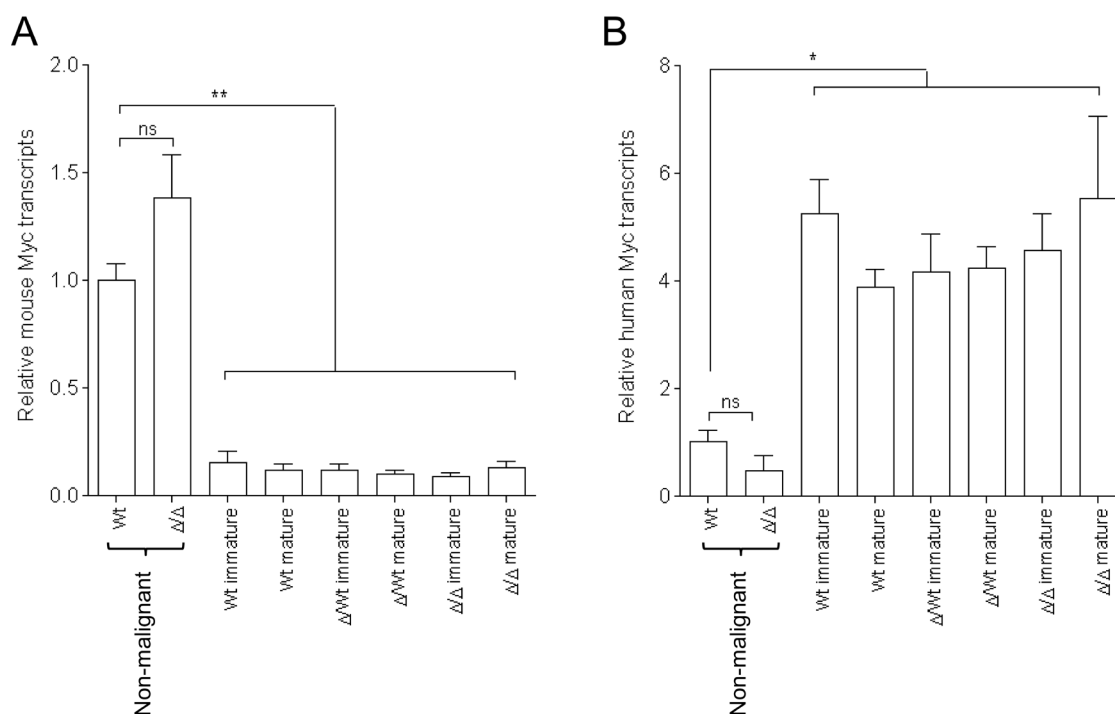 A
Relative mouse Myc transcripts
2.0
1.5
1.0
0.5
0.0
**
ns
Wt
Δ/Δ
Wt immature
Wt mature
Δ/Wt immature
Δ/Wt mature
Δ/Δ immature
Δ/Δ mature
Non-malignant
B
Relative human Myc transcripts
8
6
4
2
0
*
ns
Wt
Δ/Δ
Wt immature
Wt mature
Δ/Wt immature
Δ/Wt mature
Δ/Δ immature
Δ/Δ mature
Non-malignant